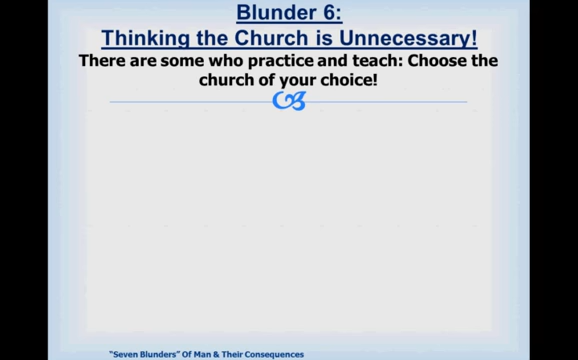 Blunder 6:
Thinking the Church is Unnecessary!
There are some who practice and teach: Choose the
church of your choice!
"Seven Blunders" Of Man & Their Consequences